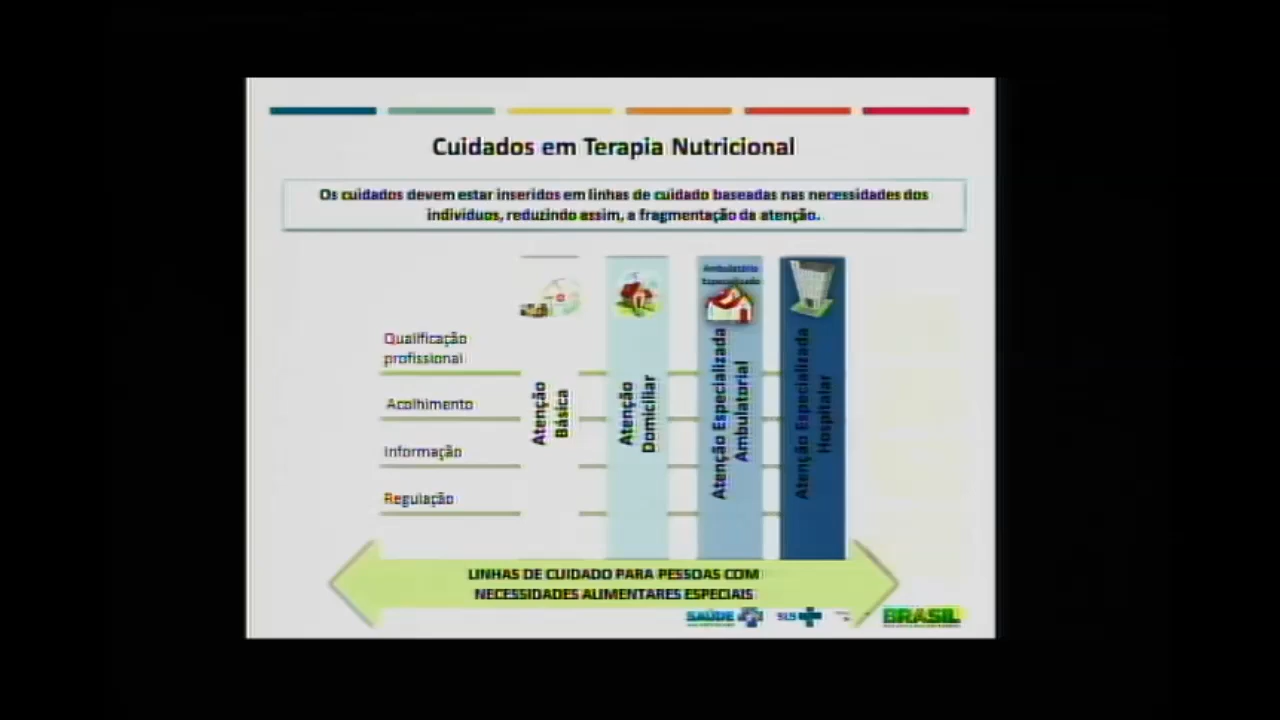 Cuidados em Terapia Nutricional
Os cuidados devem estar inseridos em linhas de cuidado baseadas nas necessidades dos
indivíduos, reduzindo assim, a fragmentação da atenção.
Ambulatório
Especializado
Qualificação
profissional
Acolhimento
Informação
Regulação
Atenção
Básica
Atenção
Domiciliar
Atenção Especializada
Ambulatorial
Atenção Especializada
Hospitalar
LINHAS DE CUIDADO PARA PESSOAS COM
NECESSIDADES ALIMENTARES ESPECIAIS
SAÚDE
SUS
BRASIL